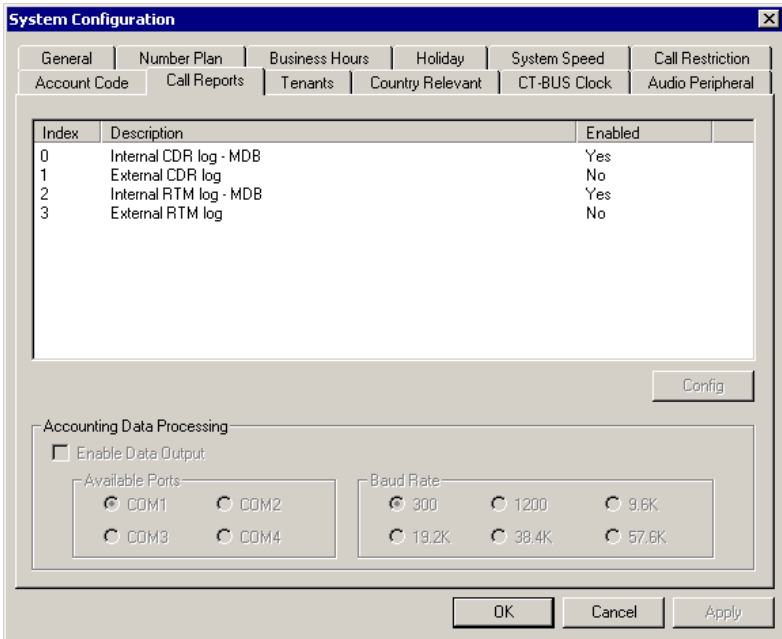 System Configuration
General Number Plan Business Hours Holiday System Speed Call Restriction
Account Code Call Reports Tenants Country Relevant CT-BUS Clock Audio Peripheral
Index Description Enabled
0 Internal CDR log - MDB Yes
1 External CDR log No
2 Internal RTM log - MDB Yes
3 External RTM log No
Config
Accounting Data Processing
Enable Data Output
Available Ports Baud Rate
COM1 COM2 300 1200 9.6K
COM3 COM4 19.2K 38.4K 57.6K
OK Cancel Apply